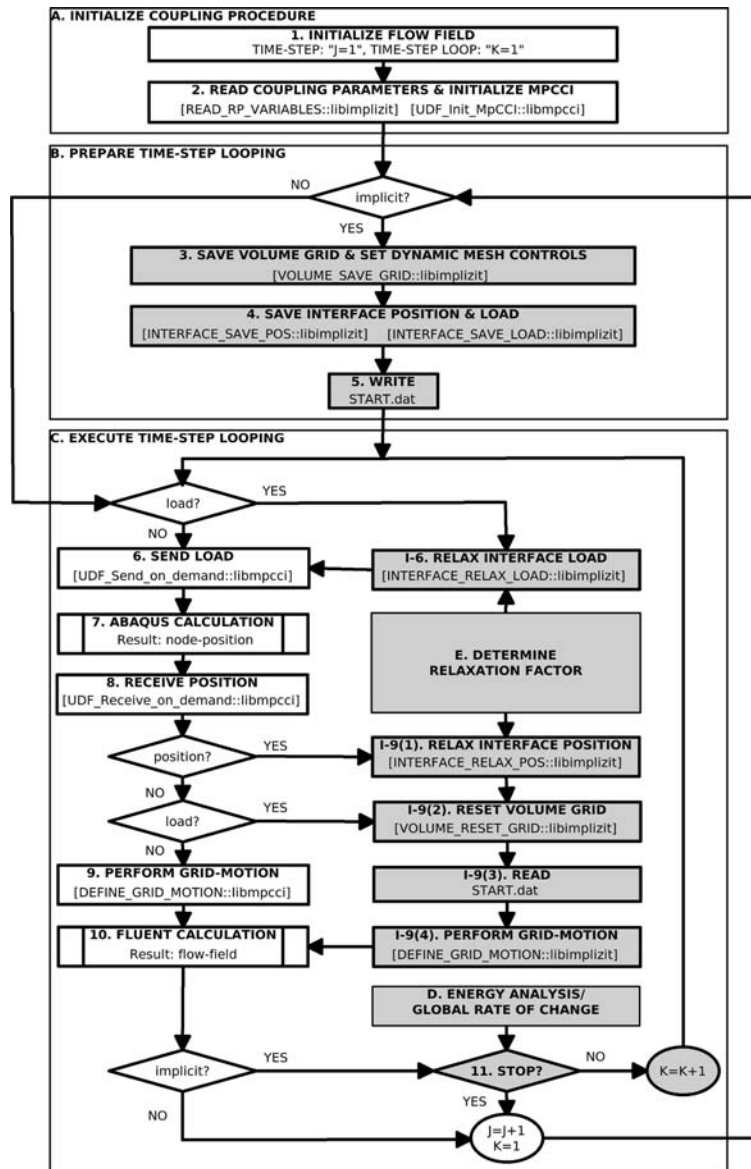 A. INITIALIZE COUPLING PROCEDURE
1. INITIALIZE FLOW FIELD
TIME-STEP: "J=1", TIME-STEP LOOP: "K=1"
2. READ COUPLING PARAMETERS & INITIALIZE MPCCI
[READ_RP_VARIABLES::libimplizit] [UDF_Init_MpCCI::libmpcci]
B. PREPARE TIME-STEP LOOPING
NO
implicit?
YES
3. SAVE VOLUME GRID & SET DYNAMIC MESH CONTROLS
[VOLUME_SAVE_GRID::libimplizit]
4. SAVE INTERFACE POSITION & LOAD
[INTERFACE_SAVE_POS::libimplizit] [INTERFACE_SAVE_LOAD::libimplizit]
5. WRITE
START.dat
C. EXECUTE TIME-STEP LOOPING
load?
YES
NO
6. SEND LOAD
[UDF_Send_on_demand::libmpcci]
I-6. RELAX INTERFACE LOAD
[INTERFACE_RELAX_LOAD::libimplizit]
7. ABAQUS CALCULATION
Result: node-position
E. DETERMINE
RELAXATION FACTOR
8. RECEIVE POSITION
[UDF_Receive_on_demand::libmpcci]
position?
YES
I-9(1). RELAX INTERFACE POSITION
[INTERFACE_RELAX_POS::libimplizit]
NO
load?
YES
I-9(2). RESET VOLUME GRID
[VOLUME_RESET_GRID::libimplizit]
NO
9. PERFORM GRID-MOTION
[DEFINE_GRID_MOTION::libmpcci]
I-9(3). READ
START.dat
10. FLUENT CALCULATION
Result: flow-field
I-9(4). PERFORM GRID-MOTION
[DEFINE_GRID_MOTION::libimplizit]
D. ENERGY ANALYSIS/
GLOBAL RATE OF CHANGE
implicit?
YES
11. STOP?
NO
K=K+1
NO
YES
J=J+1
K=1